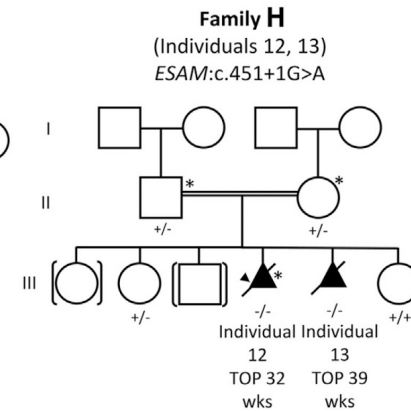 Family H
(Individuals 12, 13)
ESAM:c.451+1G>A
I
II
* *
+/- +/-
III
*
+/- -/- -/- +/+
Individual Individual
12 13
TOP 32 TOP 39
wks wks